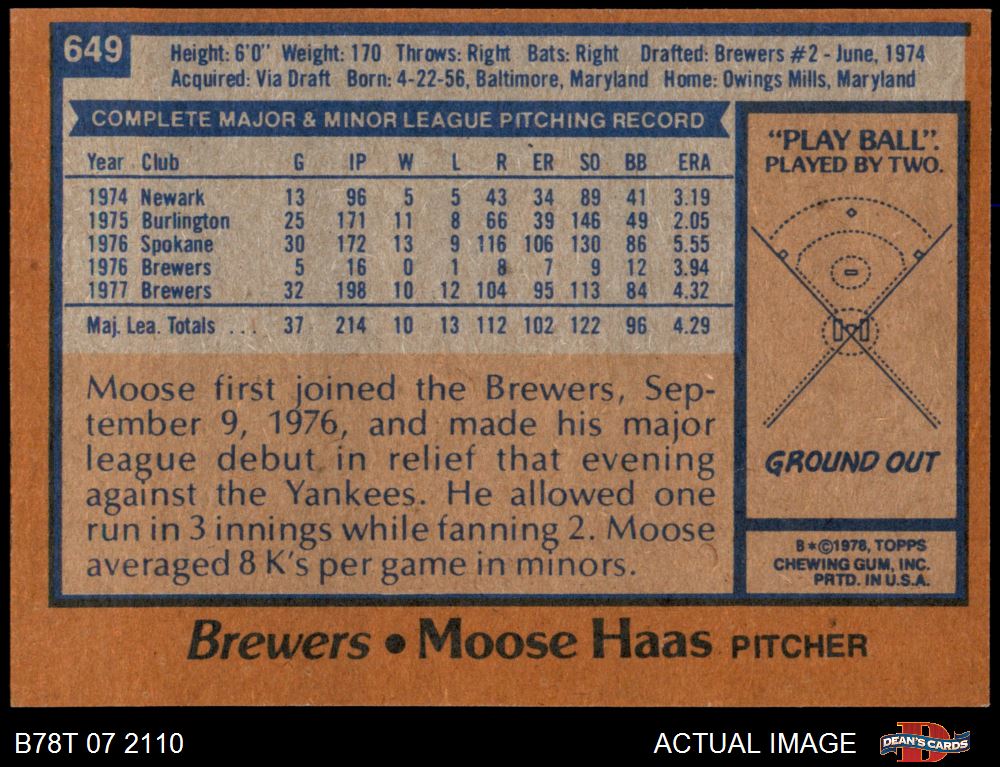 649
Height: 6'0" Weight: 170 Throws: Right Bats: Right Drafted: Brewers #2 - June, 1974
Acquired: Via Draft Born: 4-22-56, Baltimore, Maryland Home: Owings Mills, Maryland
COMPLETE MAJOR & MINOR LEAGUE PITCHING RECORD
Year Club G IP W L R ER SO BB ERA
1974 Newark 13 96 5 5 43 34 89 41 3.19
1975 Burlington 25 171 11 8 66 39 146 49 2.05
1976 Spokane 30 172 13 9 116 106 130 86 5.55
1976 Brewers 5 16 0 1 8 7 9 12 3.94
1977 Brewers 32 198 10 12 104 95 113 84 4.32
Maj. Lea. Totals ... 37 214 10 13 112 102 122 96 4.29
Moose first joined the Brewers, Sep-
tember 9, 1976, and made his major
league debut in relief that evening
against the Yankees. He allowed one
run in 3 innings while fanning 2. Moose
averaged 8 K's per game in minors.
"PLAY BALL":
PLAYED BY TWO.
GROUND OUT
B*©1978, TOPPS
CHEWING GUM, INC.
PRTD. IN U.S.A.
Brewers • Moose Haas PITCHER
B78T 07 2110
ACTUAL IMAGE
D
DEAN'S CARDS